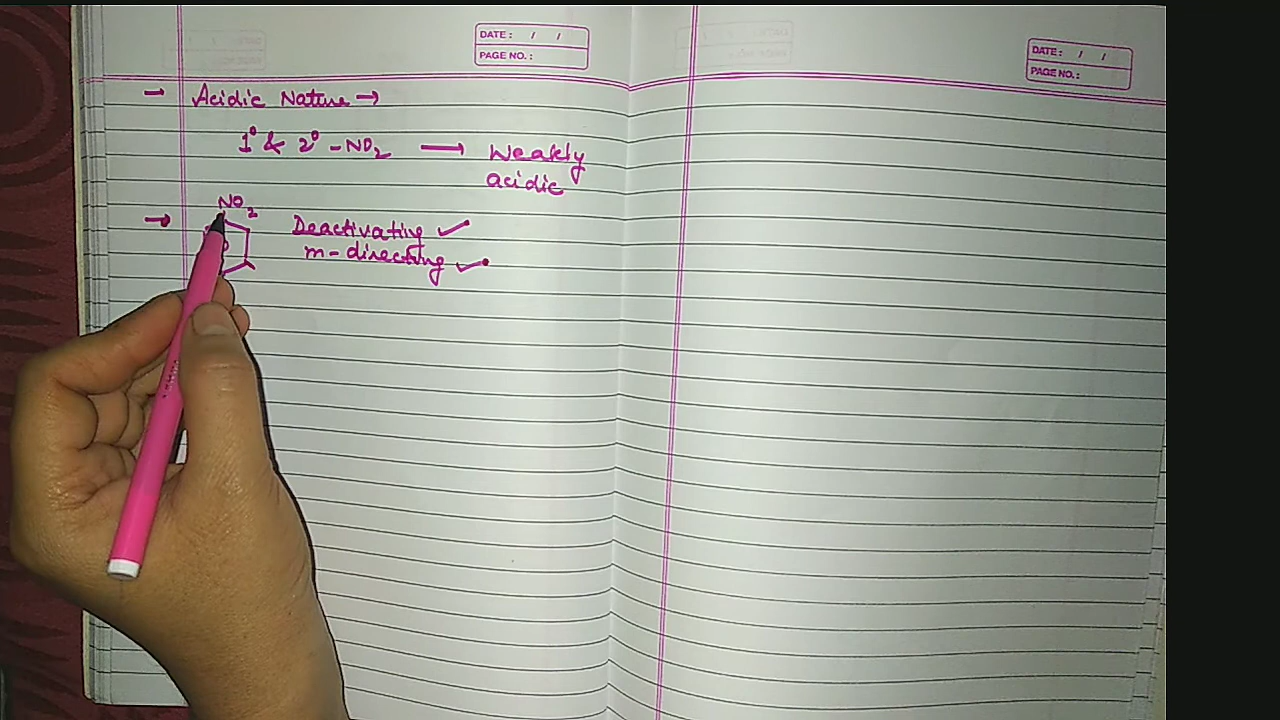 DATE : / /
PAGE NO. :
DATE : / /
PAGE NO. :
→ Acidic Nature →
1° & 2° - NO2 → Weakly
acidic
NO2
→ Deactivating ✓
m-directing ✓